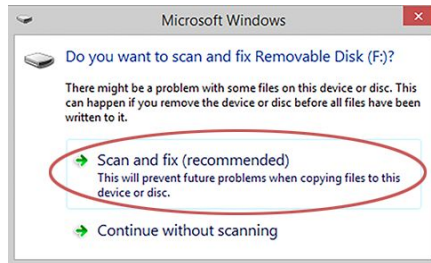 Microsoft Windows
Do you want to scan and fix Removable Disk (F:)?
There might be a problem with some files on this device or disc. This
can happen if you remove the device or disc before all files have been
written to it.
Scan and fix (recommended)
This will prevent future problems when copying files to this
device or disc.
Continue without scanning